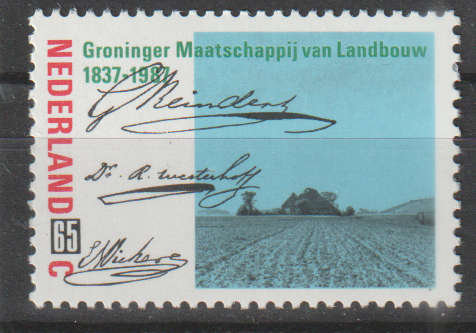 Groninger Maatschappij van Landbouw
1837-1987
NEDERLAND
65
C
G Reinders
Dr. R. Westerhoff